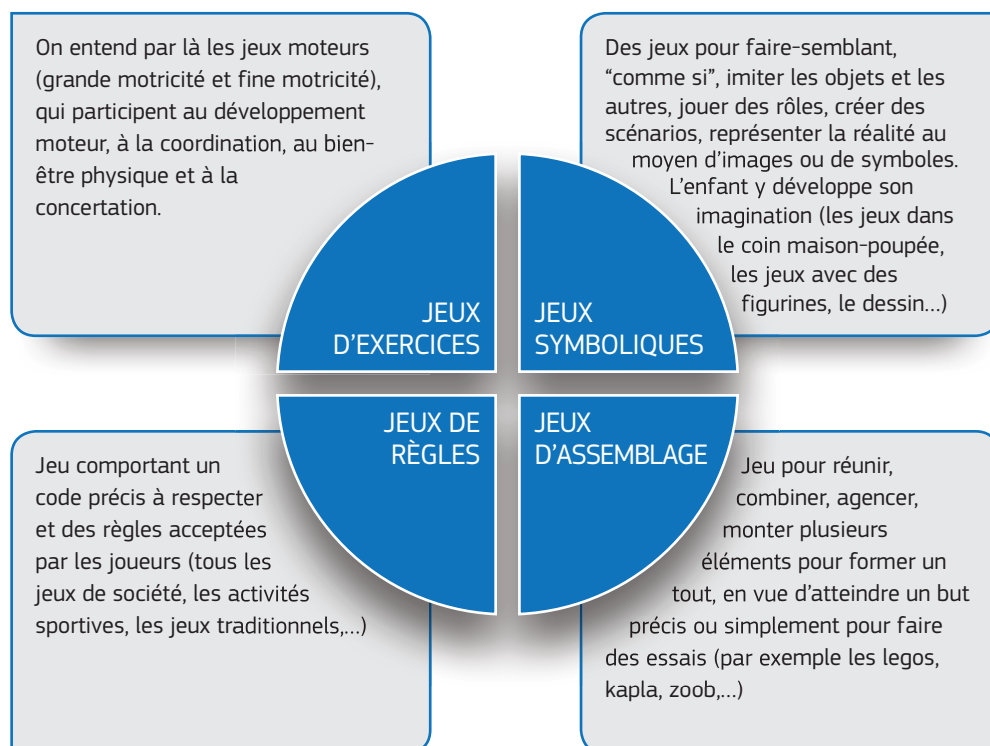 On entend par là les jeux moteurs
(grande motricité et fine motricité),
qui participent au développement
moteur, à la coordination, au bien-
être physique et à la
concertation.
Des jeux pour faire-semblant,
“comme si”, imiter les objets et les
autres, jouer des rôles, créer des
scénarios, représenter la réalité au
moyen d’images ou de symboles.
L’enfant y développe son
imagination (les jeux dans
le coin maison-poupée,
les jeux avec des
figurines, le dessin...)
JEUX
D’EXERCICES
JEUX
SYMBOLIQUES
JEUX DE
RÈGLES
JEUX
D’ASSEMBLAGE
Jeu comportant un
code précis à respecter
et des règles acceptées
par les joueurs (tous les
jeux de société, les activités
sportives, les jeux traditionnels,...)
Jeu pour réunir,
combiner, agencer,
monter plusieurs
éléments pour former un
tout, en vue d’atteindre un but
précis ou simplement pour faire
des essais (par exemple les legos,
kapla, zoob,...)